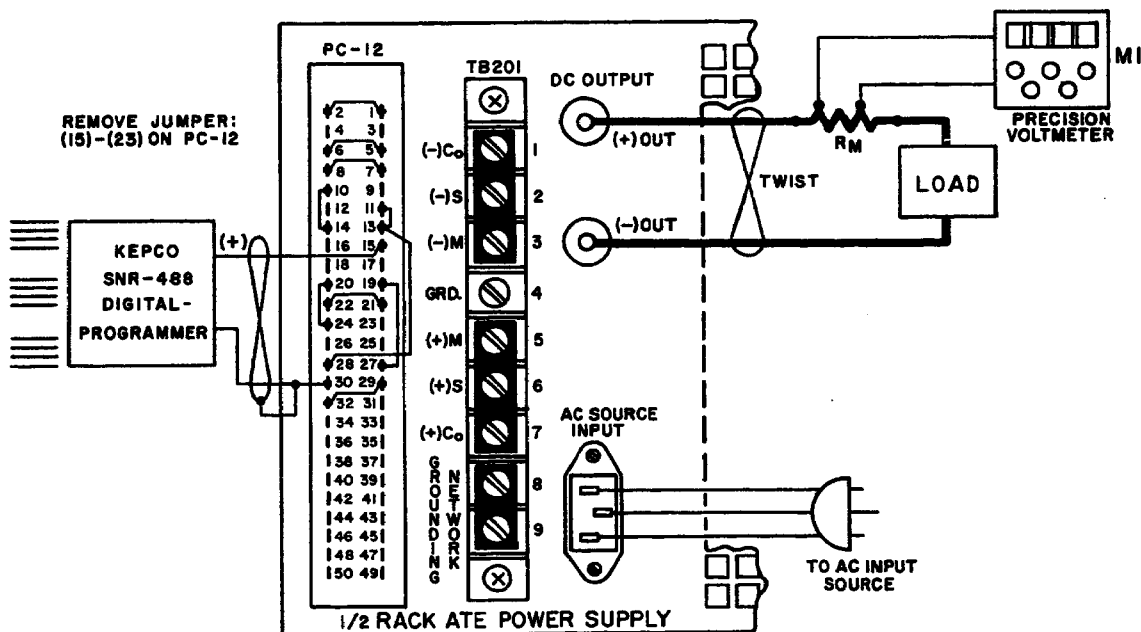 PC-12
TB201
REMOVE JUMPER:
(15)-(23) ON PC-12
KEPCO
SNR-488
DIGITAL-
PROGRAMMER
(+)
2 1
4 3
6 5
8 7
10 9
12 11
14 13
16 15
18 17
20 19
22 21
24 23
26 25
28 27
30 29
32 31
34 33
36 35
38 37
40 39
42 41
44 43
46 45
48 47
50 49
(-)Co 1
(-)S 2
(-)M 3
GRD. 4
(+)M 5
(+)S 6
(+)Co 7
8
9
GROUNDING
NETWORK
DC OUTPUT
(+)OUT
(-)OUT
TWIST
RM
LOAD
MI
PRECISION
VOLTMETER
AC SOURCE
INPUT
TO AC INPUT
SOURCE
1/2 RACK ATE POWER SUPPLY